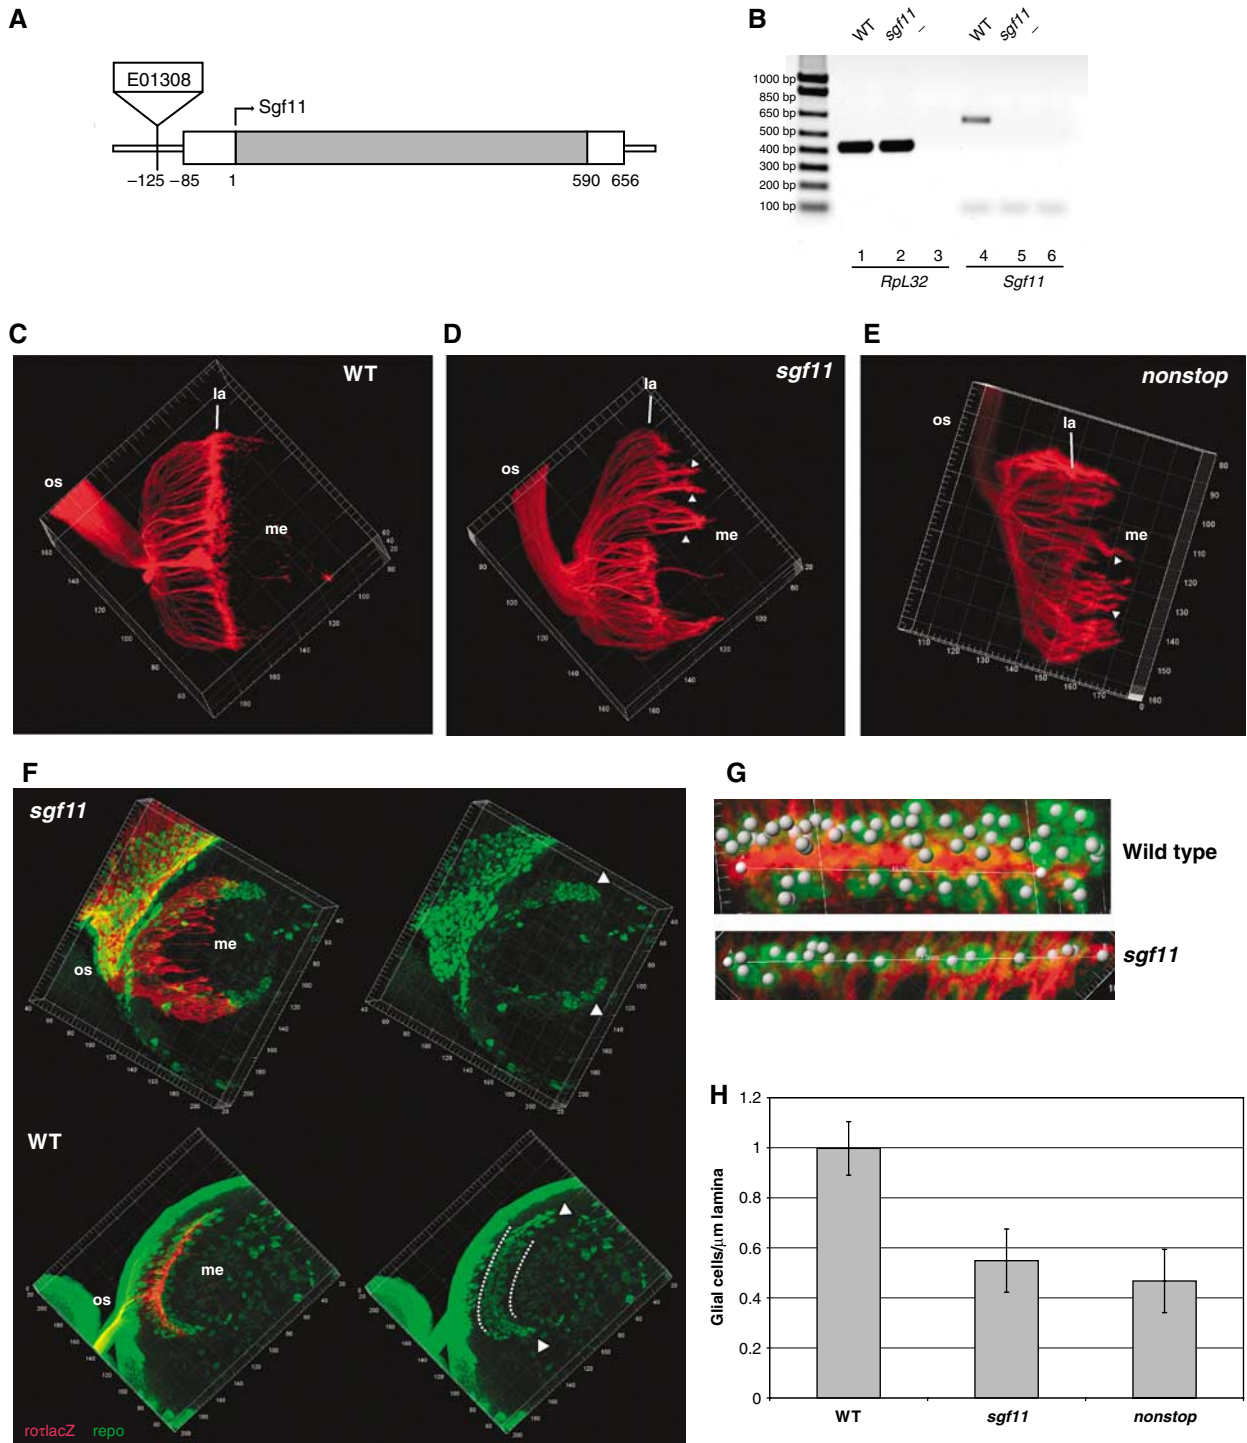 A
E01308
Sgf11
−125 −85 1 590 656
B
WT sgf11 – WT sgf11 –
1000 bp
850 bp
650 bp
500 bp
400 bp
300 bp
200 bp
100 bp
1 2 3 4 5 6
RpL32 Sgf11
C
WT
la
os
me
D
sgf11
la
os
me
E
nonstop
os
la
me
F
sgf11
me
os
WT
me
os
rotlacZ repo
G
Wild type
sgf11
H
Glial cells/μm lamina
1.2
1
0.8
0.6
0.4
0.2
0
WT sgf11 nonstop